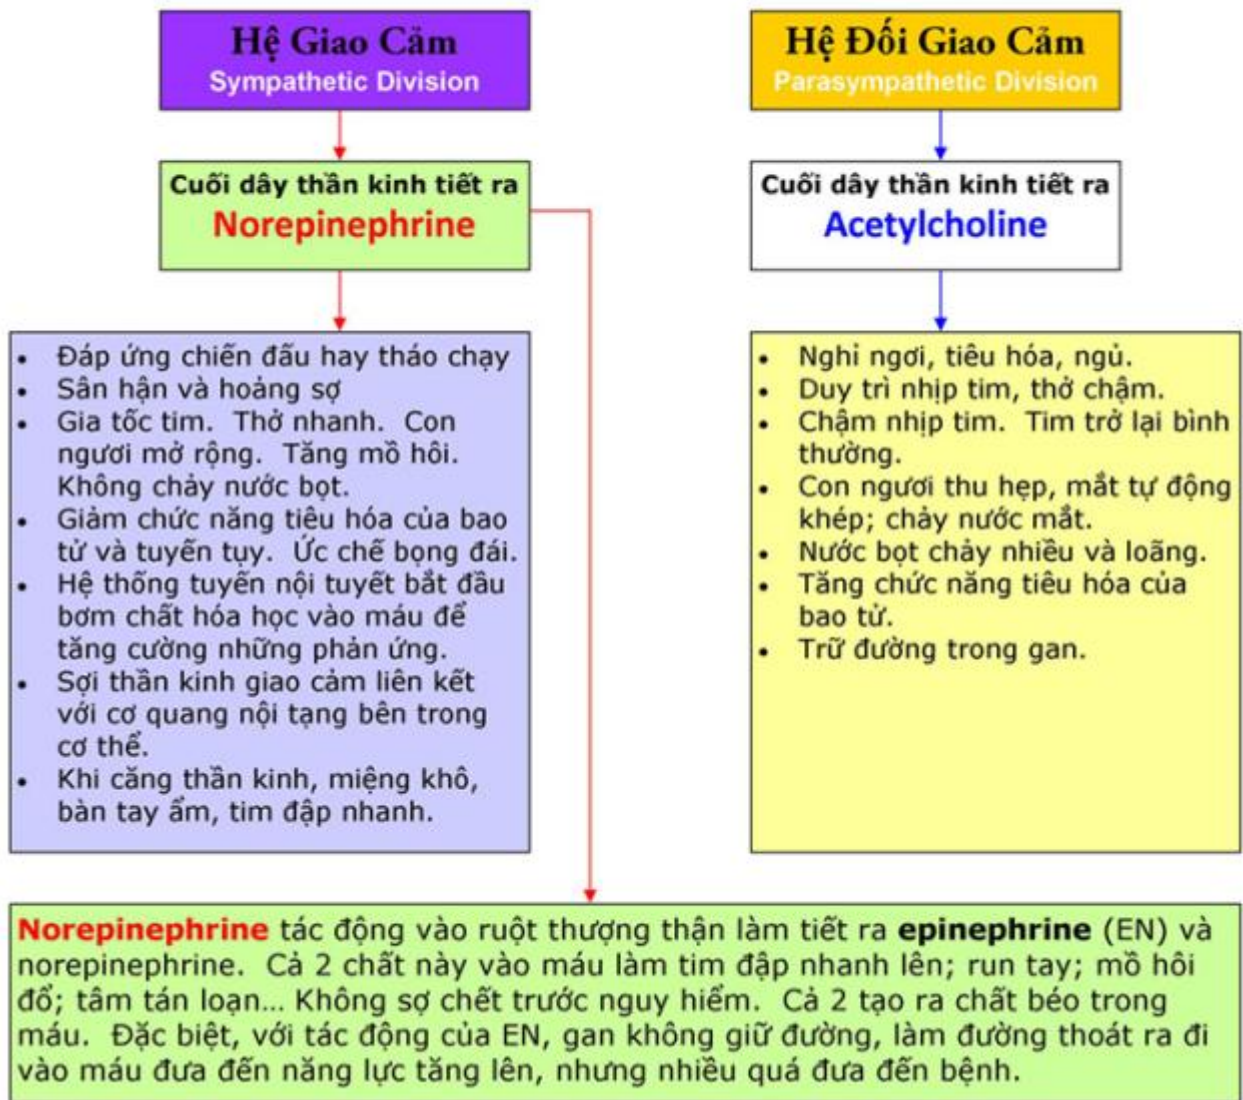 Hệ Giao Cảm
Sympathetic Division
Cuối dây thần kinh tiết ra
Norepinephrine
• Đáp ứng chiến đấu hay tháo chạy
• Sân hận và hoảng sợ
• Gia tốc tim. Thở nhanh. Con
ngươi mở rộng. Tăng mồ hôi.
Không chảy nước bọt.
• Giảm chức năng tiêu hóa của bao
tử và tuyến tụy. Ức chế bọng đái.
• Hệ thống tuyến nội tuyết bắt đầu
bơm chất hóa học vào máu để
tăng cường những phản ứng.
• Sợi thần kinh giao cảm liên kết
với cơ quang nội tạng bên trong
cơ thể.
• Khi căng thần kinh, miệng khô,
bàn tay ẩm, tim đập nhanh.
Hệ Đối Giao Cảm
Parasympathetic Division
Cuối dây thần kinh tiết ra
Acetylcholine
• Nghỉ ngơi, tiêu hóa, ngủ.
• Duy trì nhịp tim, thở chậm.
• Chậm nhịp tim. Tim trở lại bình
thường.
• Con ngươi thu hẹp, mắt tự động
khép; chảy nước mắt.
• Nước bọt chảy nhiều và loãng.
• Tăng chức năng tiêu hóa của
bao tử.
• Trữ đường trong gan.
Norepinephrine tác động vào ruột thượng thận làm tiết ra epinephrine (EN) và
norepinephrine. Cả 2 chất này vào máu làm tim đập nhanh lên; run tay; mồ hôi
đổ; tâm tán loạn... Không sợ chết trước nguy hiểm. Cả 2 tạo ra chất béo trong
máu. Đặc biệt, với tác động của EN, gan không giữ đường, làm đường thoát ra đi
vào máu đưa đến năng lực tăng lên, nhưng nhiều quá đưa đến bệnh.